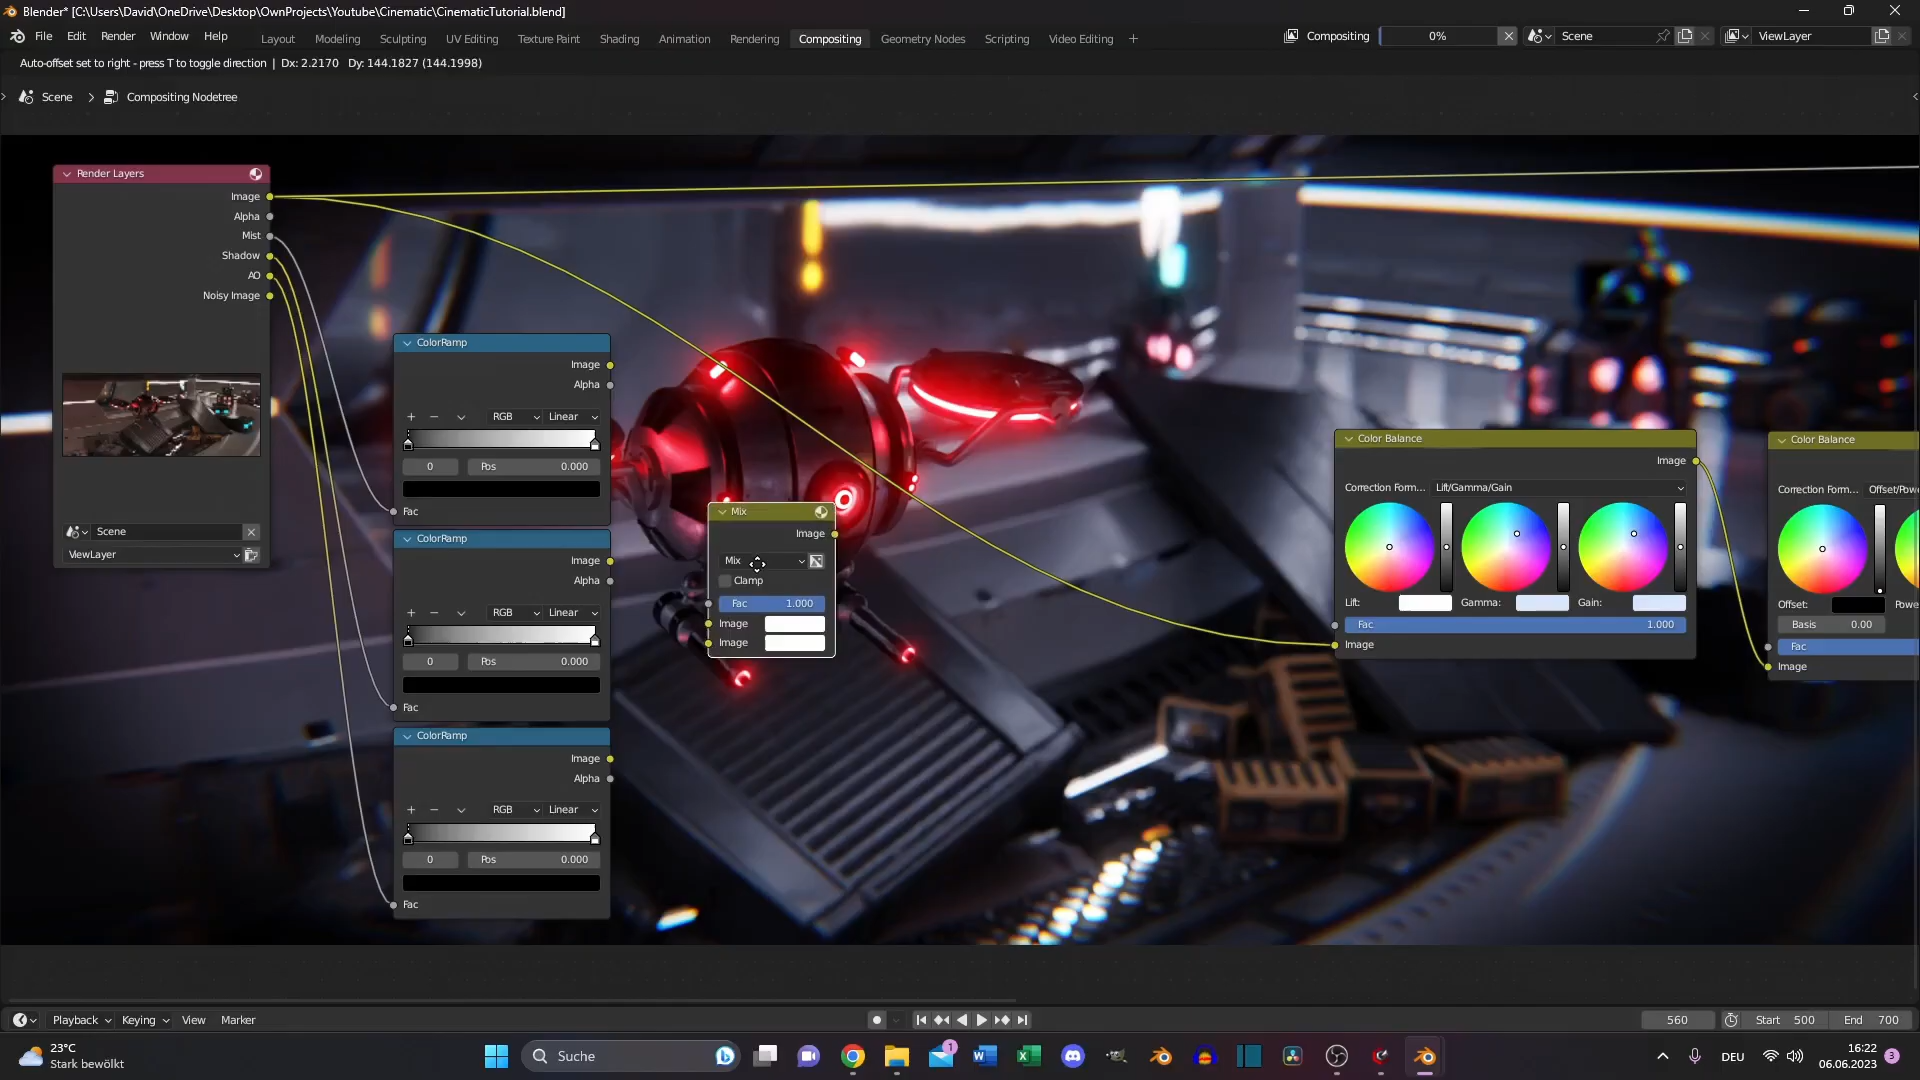 Blender* [C:\Users\David\OneDrive\Desktop\OwnProjects\Youtube\Cinematic\CinematicTutorial.blend]
File Edit Render Window Help Layout Modeling Sculpting UV Editing Texture Paint Shading Animation Rendering Compositing Geometry Nodes Scripting Video Editing + Compositing 0% Scene ViewLayer
Auto-offset set to right - press T to toggle direction | Dx: 2.2170 Dy: 144.1827 (144.1998)
Scene > Compositing Nodetree
Render Layers
Image
Alpha
Mist
Shadow
AO
Noisy Image
Scene
ViewLayer
ColorRamp
Image
Alpha
RGB Linear
0 Pos 0.000
Fac
ColorRamp
Image
Alpha
RGB Linear
0 Pos 0.000
Fac
ColorRamp
Image
Alpha
RGB Linear
0 Pos 0.000
Fac
Mix
Image
Mix
Clamp
Fac 1.000
Image
Image
Color Balance
Image
Correction Form... Lift/Gamma/Gain
Lift: Gamma: Gain:
Fac 1.000
Image
Color Balance
Correction Form... Offset/Powe
Offset: Powe
Basis 0.00
Fac
Image
Playback Keying View Marker 560 Start 500 End 700
23°C
Stark bewölkt
Suche
1
DEU
16:22
06.06.2023
3